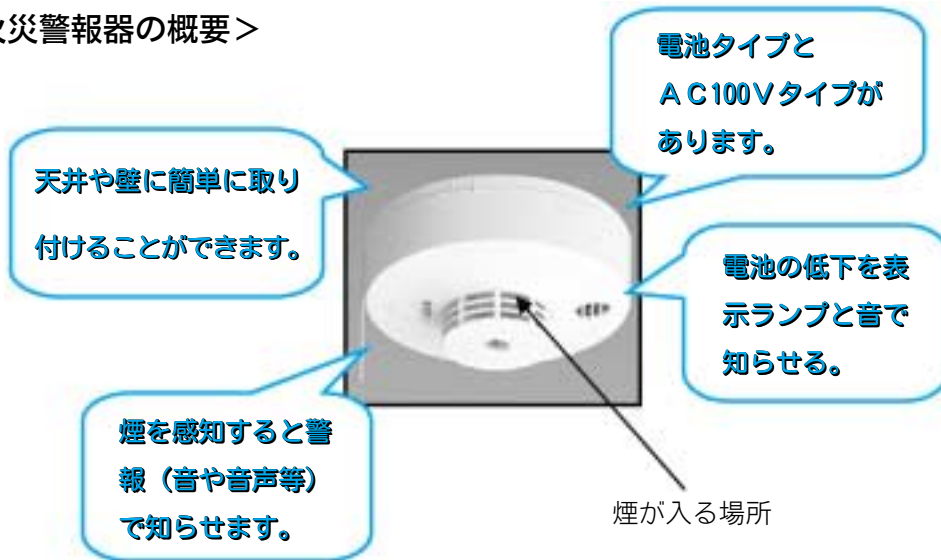 災警報器の概要＞
電池タイプと
ＡＣ100Ｖタイプが
あります。
天井や壁に簡単に取り
付けることができます。
電池の低下を表
示ランプと音で
知らせる。
煙を感知すると警
報（音や音声等）
で知らせます。
煙が入る場所